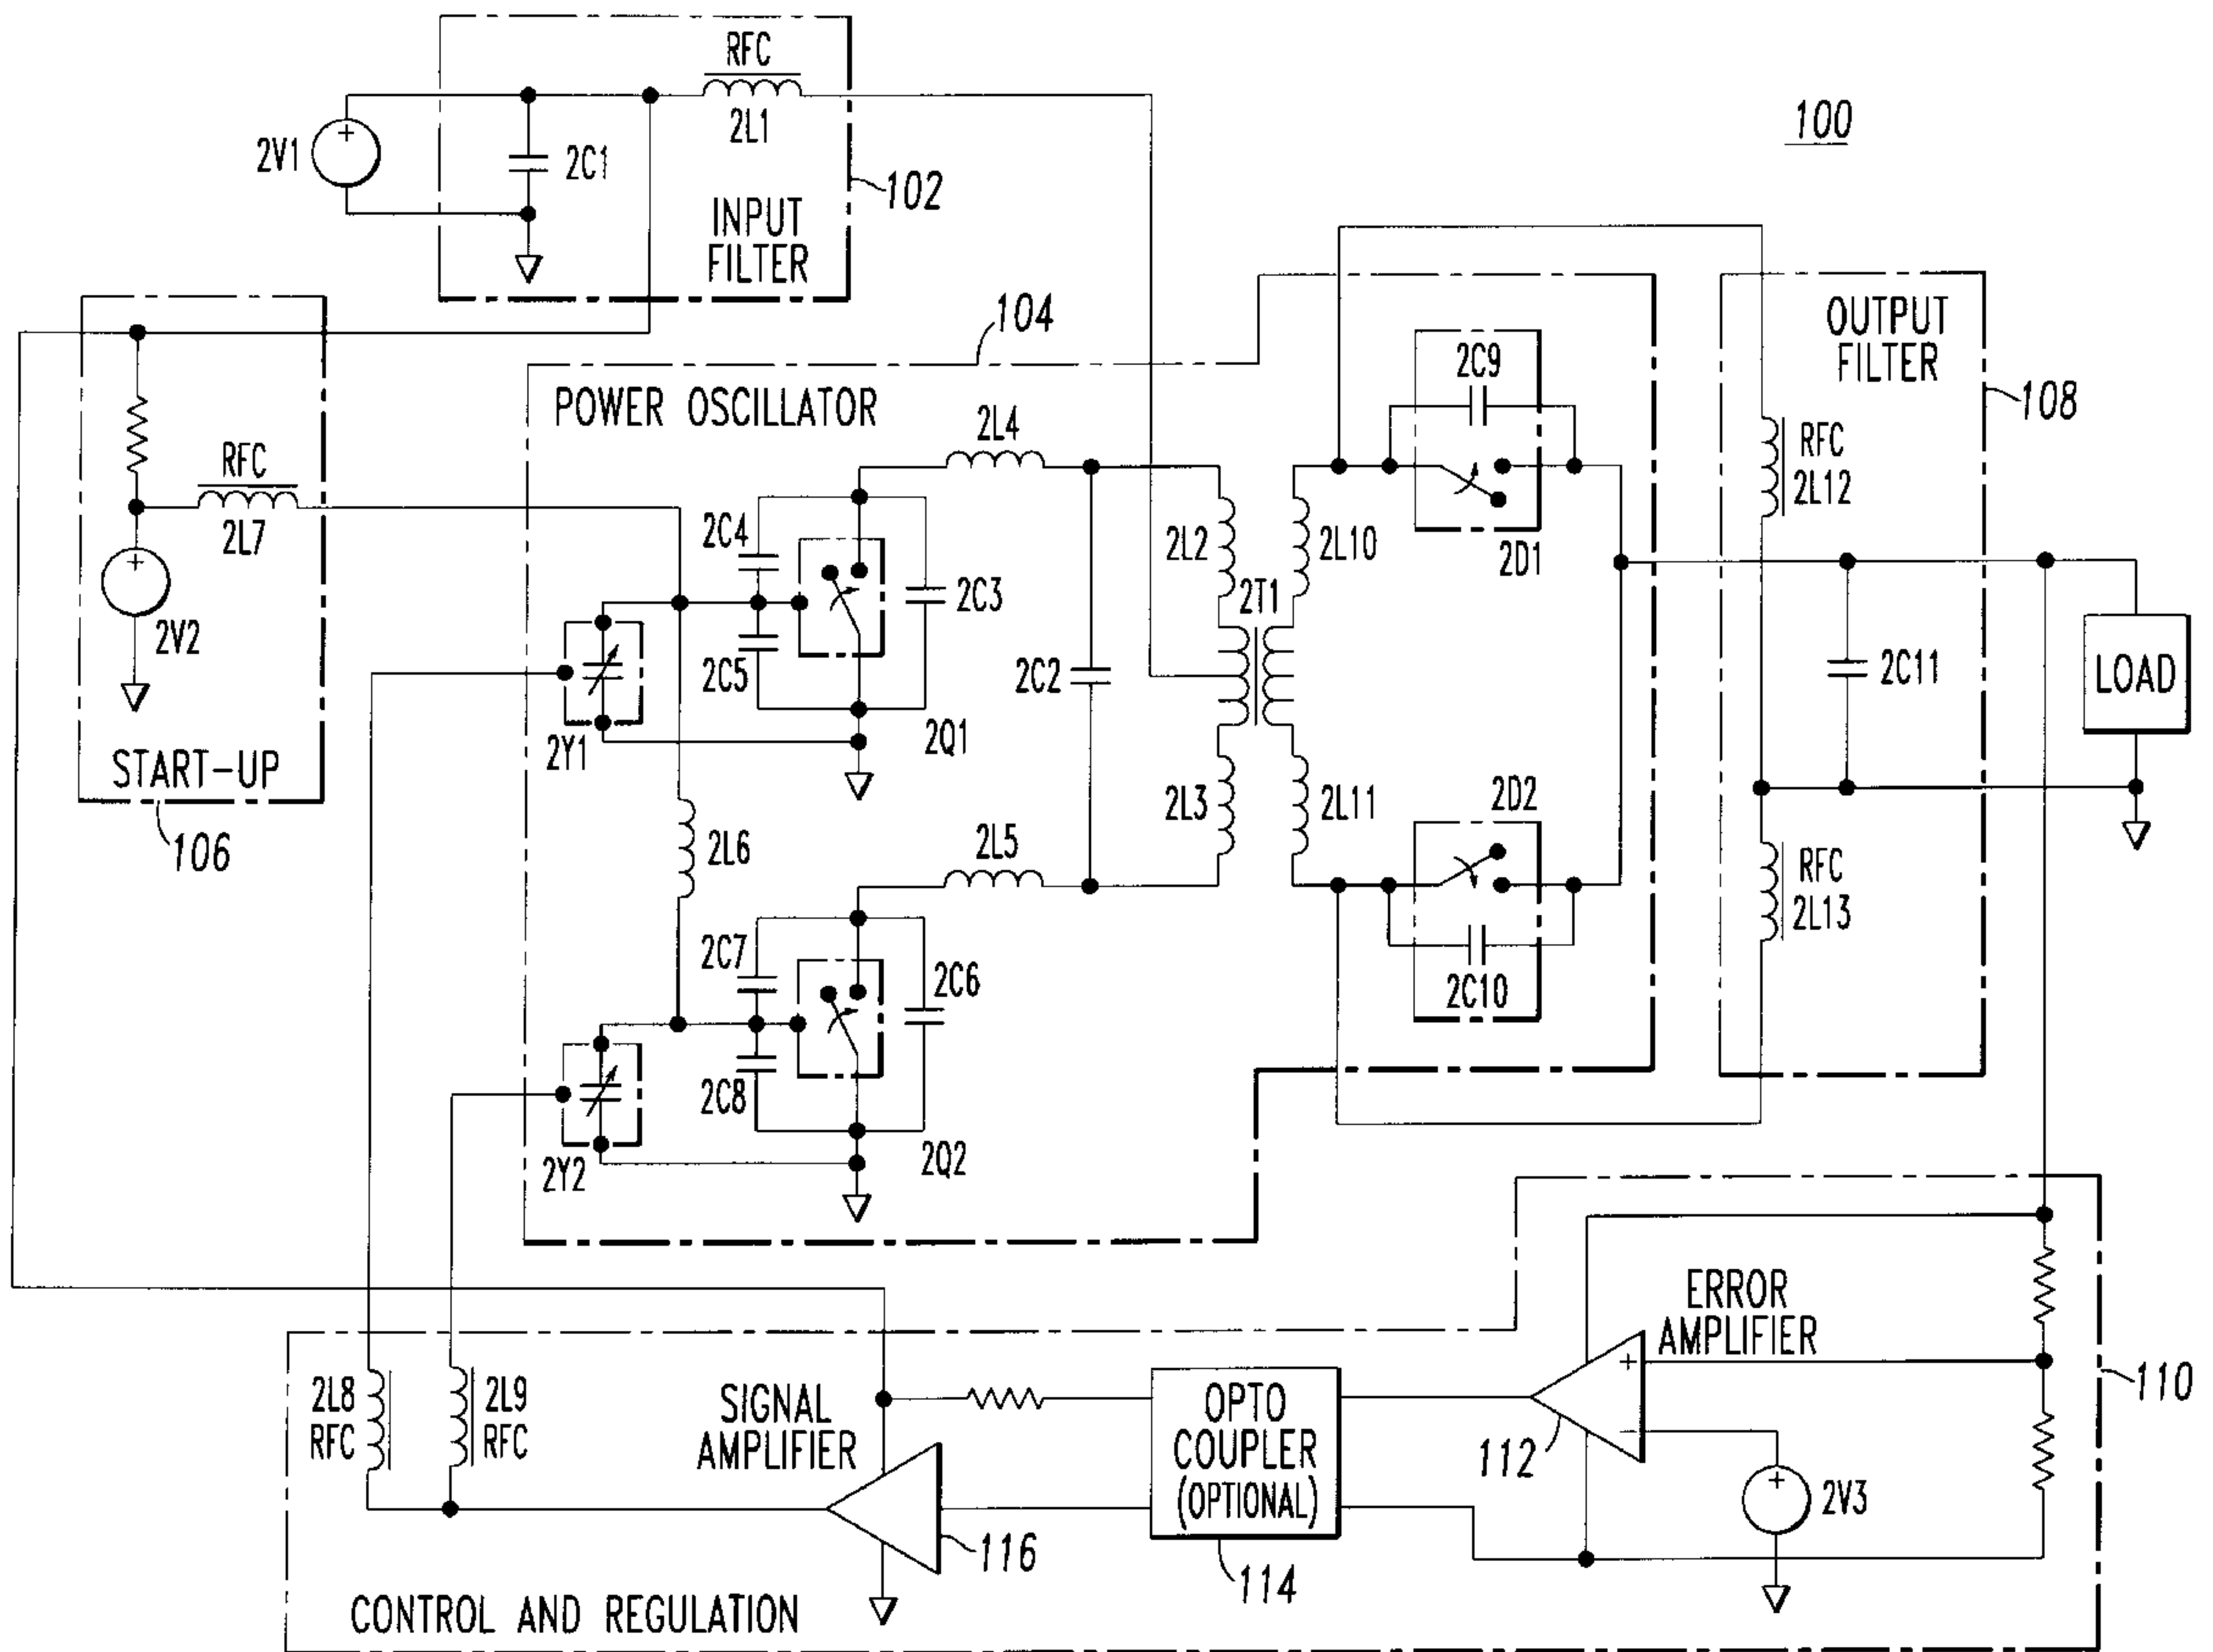 RFC
2L1
2V1
+
2C1
102
INPUT
FILTER
100
104
OUTPUT
FILTER
108
POWER OSCILLATOR
2L4
2C9
RFC
2L12
RFC
2L7
+
2V2
START-UP
106
2C4
2C5
2C3
2Y1
2Q1
2C2
2L2
2T1
2L10
2D1
2L3
2L11
2D2
2C11
LOAD
2L6
2L5
2C10
RFC
2L13
2C7
2C6
2C8
2Y2
2Q2
ERROR
AMPLIFIER
+
−
112
110
+
2V3
2L8
RFC
2L9
RFC
SIGNAL
AMPLIFIER
116
OPTO
COUPLER
(OPTIONAL)
114
CONTROL AND REGULATION